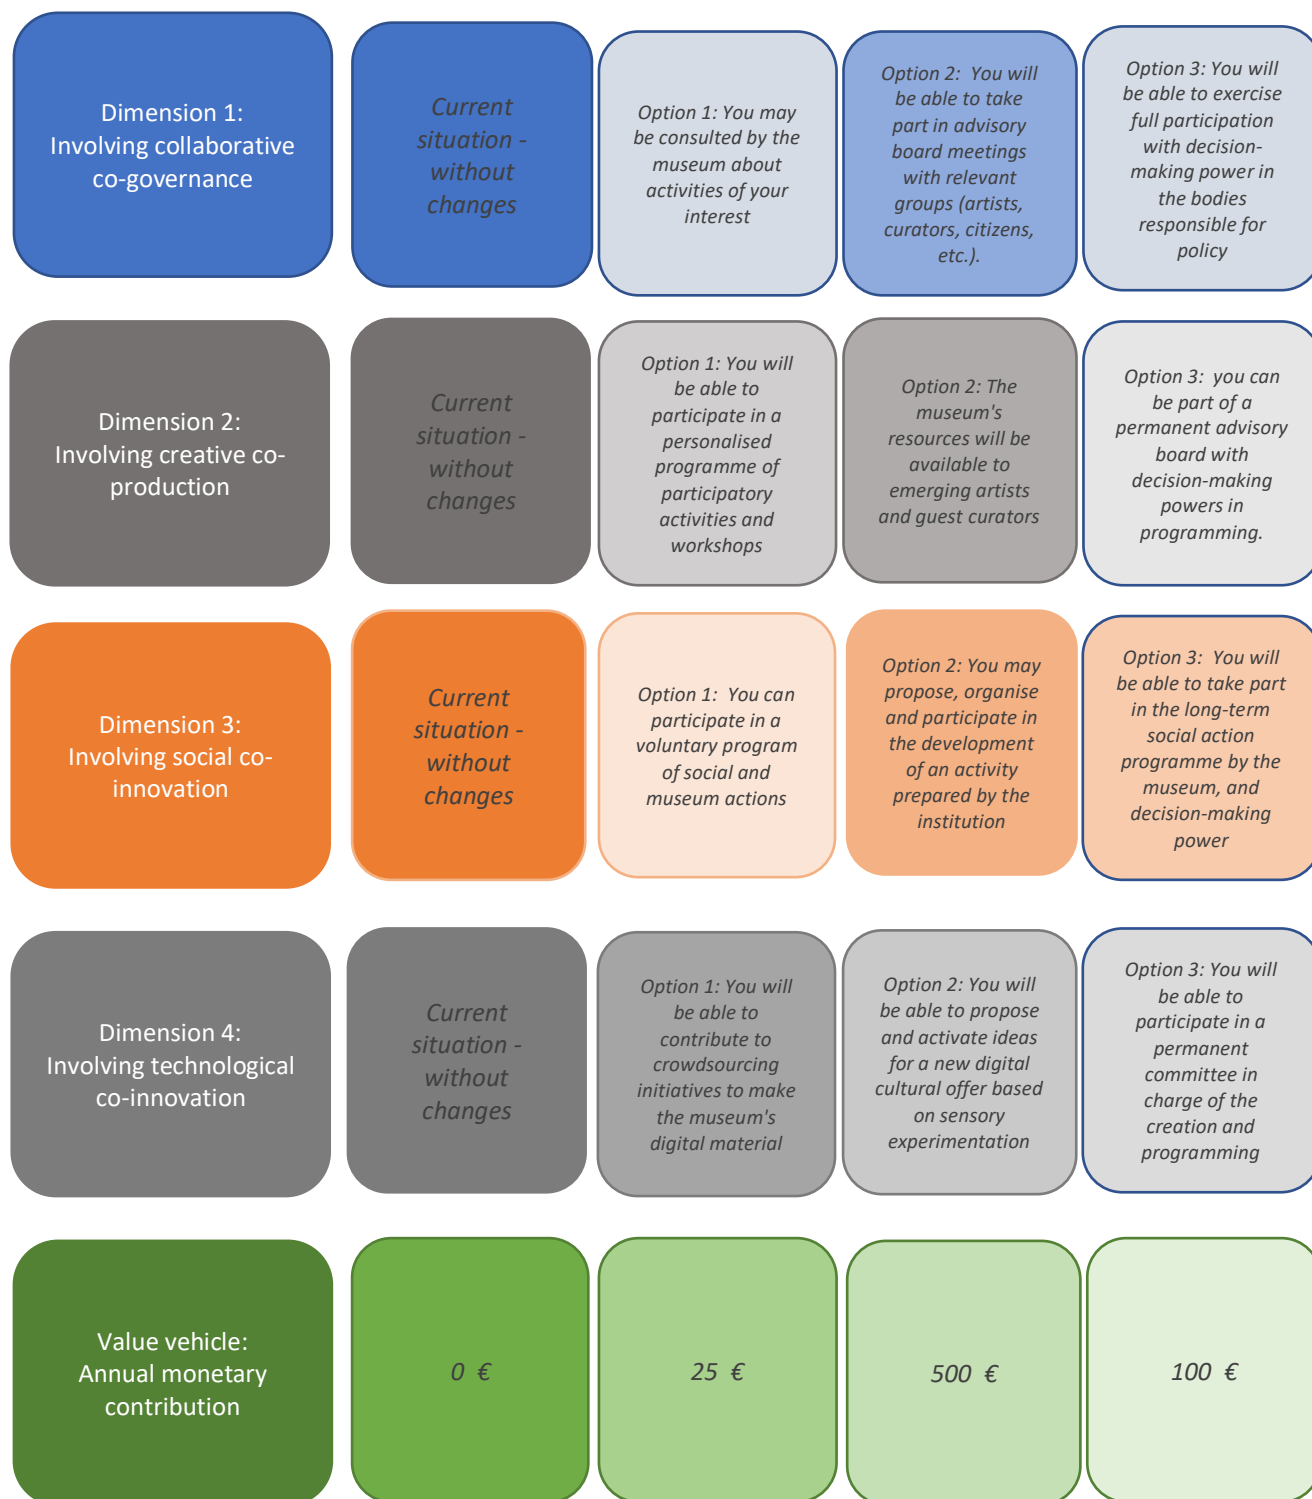 Dimension 1:
Involving collaborative
co-governance
Current
situation -
without
changes
Option 1: You may
be consulted by the
museum about
activities of your
interest
Option 2:  You will
be able to take
part in advisory
board meetings
with relevant
groups (artists,
curators, citizens,
etc.).
Option 3: You will
be able to exercise
full participation
with decision-
making power in
the bodies
responsible for
policy
Dimension 2:
Involving creative co-
production
Current
situation -
without
changes
Option 1: You will
be able to
participate in a
personalised
programme of
participatory
activities and
workshops
Option 2: The
museum's
resources will be
available to
emerging artists
and guest curators
Option 3:  you can
be part of a
permanent advisory
board with
decision-making
powers in
programming.
Dimension 3:
Involving social co-
innovation
Current
situation -
without
changes
Option 1:  You can
participate in a
voluntary program
of social and
museum actions
Option 2: You may
propose, organise
and participate in
the development
of an activity
prepared by the
institution
Option 3:  You will
be able to take part
in the long-term
social action
programme by the
museum, and
decision-making
power
Dimension 4:
Involving technological
co-innovation
Current
situation -
without
changes
Option 1: You will
be able to
contribute to
crowdsourcing
initiatives to make
the museum's
digital material
Option 2: You will
be able to propose
and activate ideas
for a new digital
cultural offer based
on sensory
experimentation
Option 3: You will
be able to
participate in a
permanent
committee in
charge of the
creation and
programming
Value vehicle:
Annual monetary
contribution
0 €
25 €
500 €
100 €